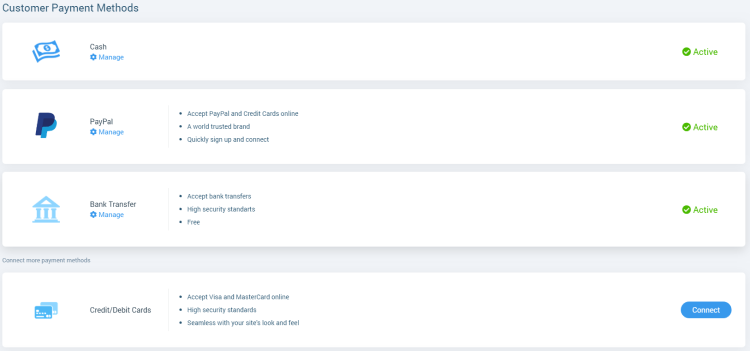 Customer Payment Methods
Cash
Manage
Active
PayPal
Manage
Accept PayPal and Credit Cards online
A world trusted brand
Quickly sign up and connect
Active
Bank Transfer
Manage
Accept bank transfers
High security standarts
Free
Active
Connect more payment methods
Credit/Debit Cards
Accept Visa and MasterCard online
High security standards
Seamless with your site's look and feel
Connect